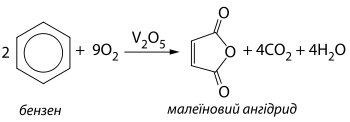 2 + 9O₂ V₂O₅ O O O + 4CO₂ + 4H₂O
бензен малеїновий ангідрид